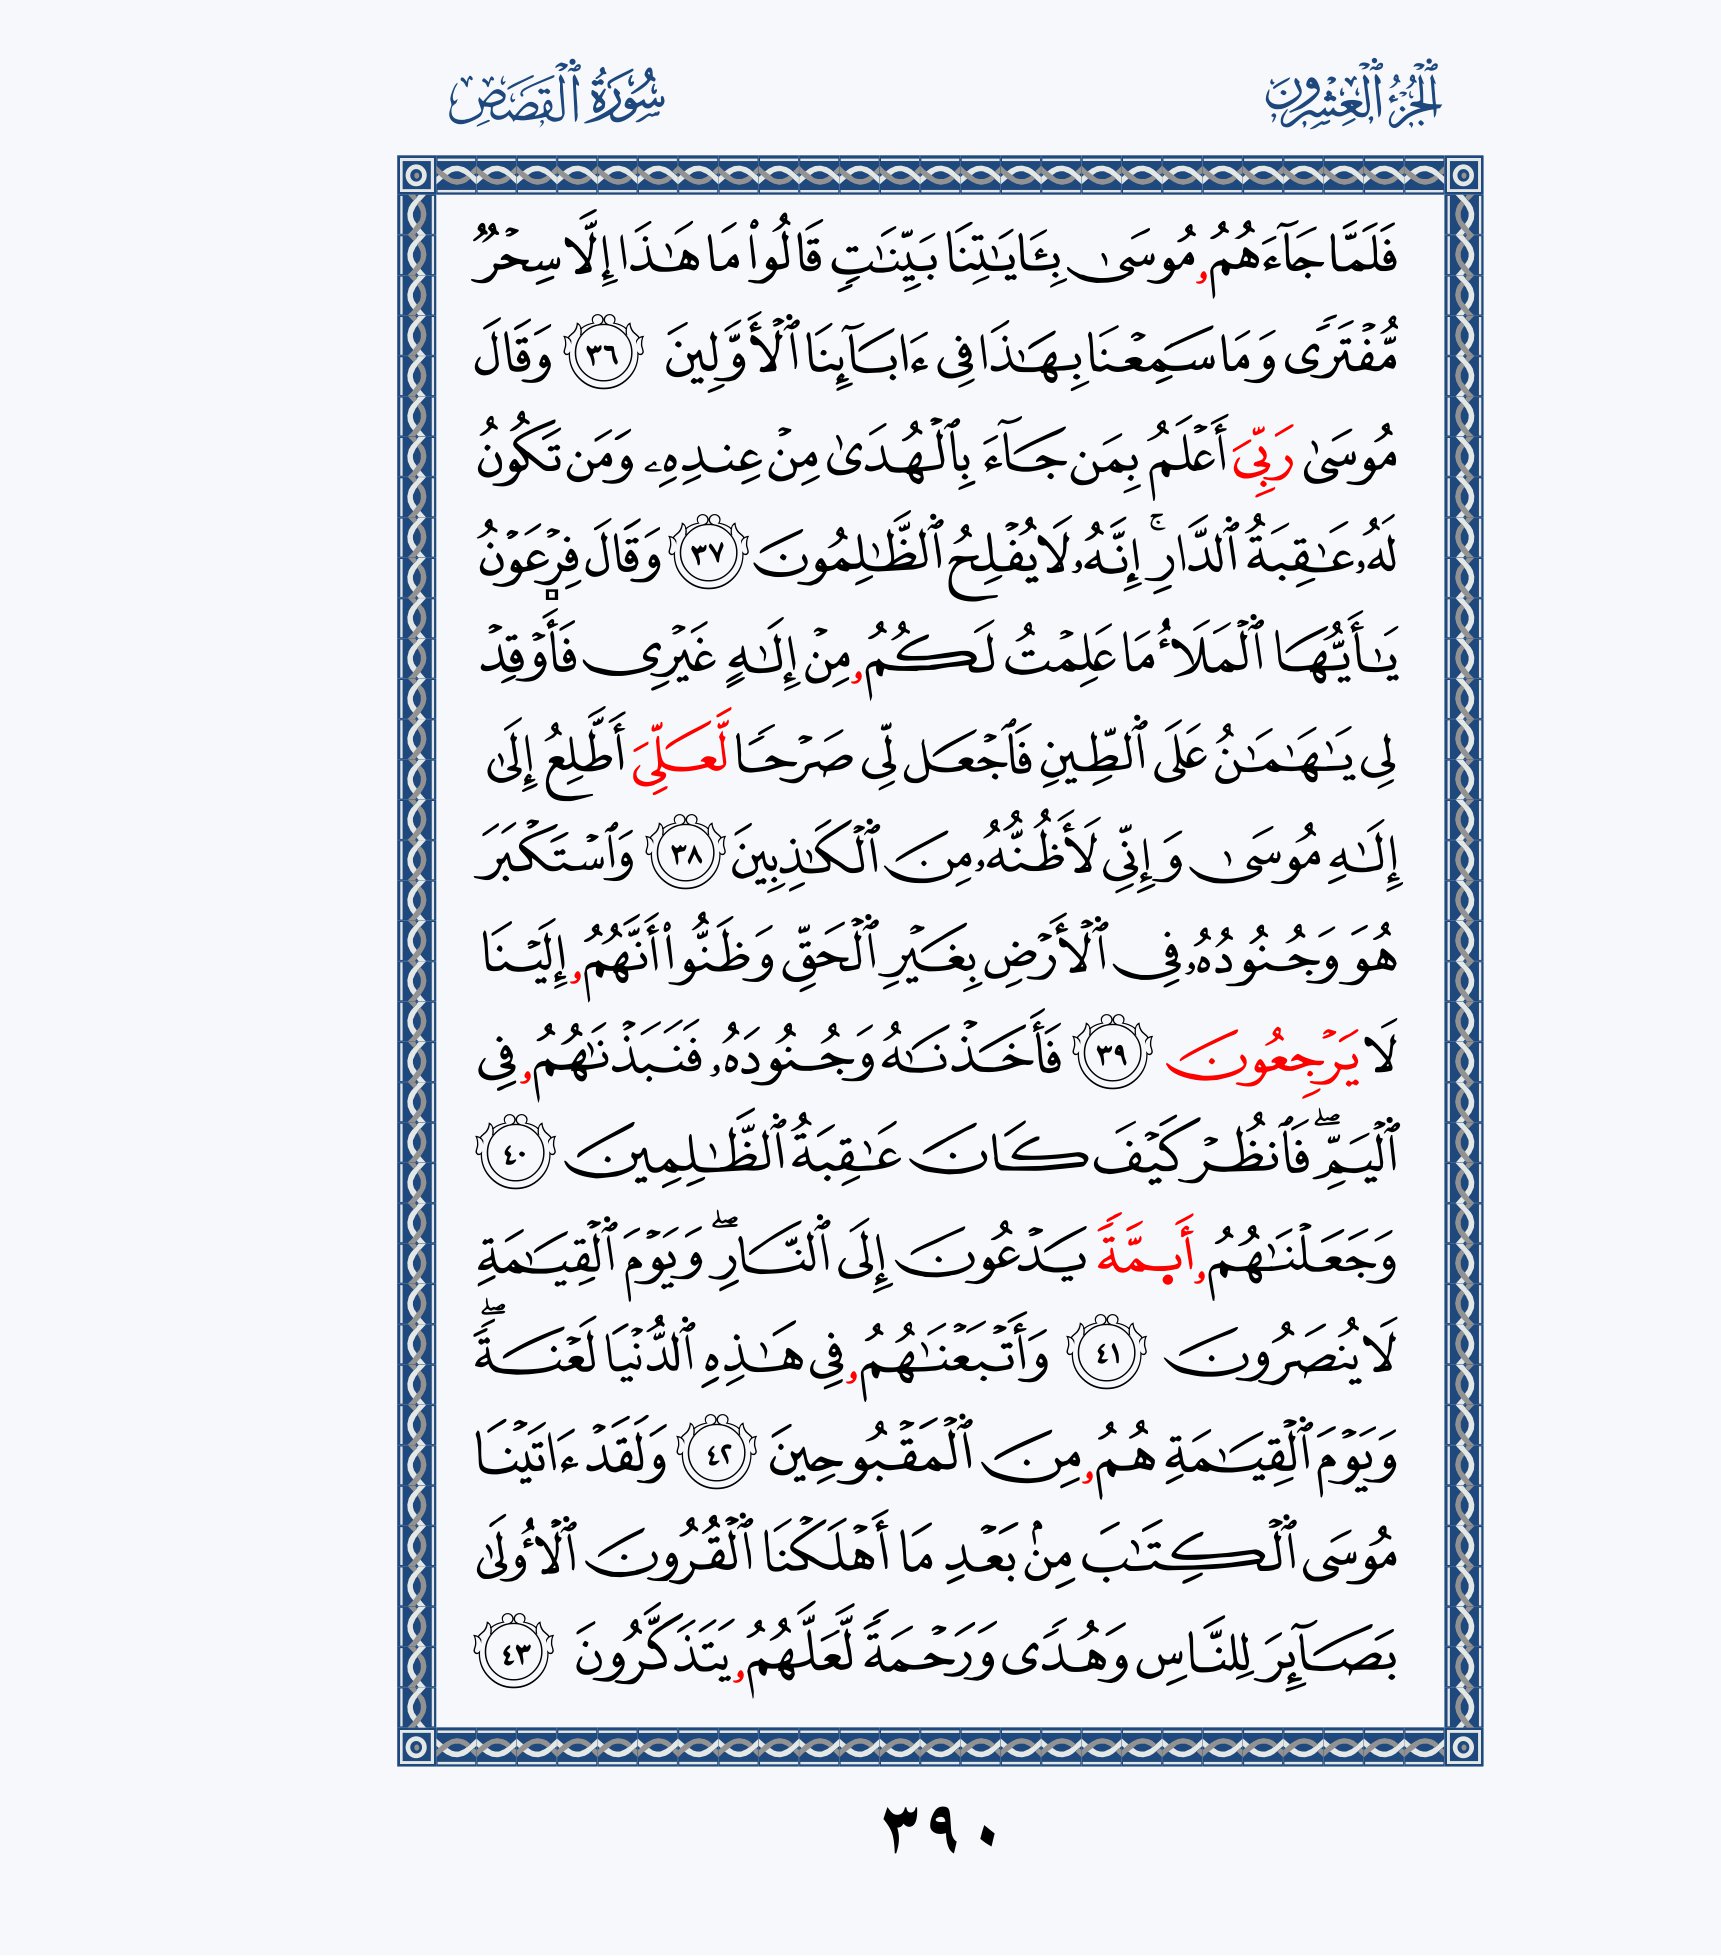 ٱلْجُزْءُ ٱلْعِشْرُونَ
سُورَةُ ٱلْقَصَصِ
فَلَمَّا جَآءَهُمُۥ مُوسَىٰ بِـَٔايَـٰتِنَا بَيِّنَـٰتٍ قَالُوا۟ مَا هَـٰذَآ إِلَّا سِحْرٌ
مُّفْتَرًى وَمَا سَمِعْنَا بِهَـٰذَا فِىٓ ءَابَآئِنَا ٱلْأَوَّلِينَ ٣٦ وَقَالَ
مُوسَىٰ رَبِّىَ أَعْلَمُ بِمَن جَآءَ بِٱلْهُدَىٰ مِنْ عِندِهِۦ وَمَن تَكُونُ
لَهُۥ عَـٰقِبَةُ ٱلدَّارِ ۚ إِنَّهُۥ لَا يُفْلِحُ ٱلظَّـٰلِمُونَ ٣٧ وَقَالَ فِرْعَوْنُ
يَـٰٓأَيُّهَا ٱلْمَلَأُ مَا عَلِمْتُ لَكُمُۥ مِنْ إِلَـٰهٍ غَيْرِى فَأَوْقِدْ
لِى يَـٰهَـٰمَـٰنُ عَلَى ٱلطِّينِ فَٱجْعَل لِّى صَرْحًا لَّعَلِّىَ أَطَّلِعُ إِلَىٰ
إِلَـٰهِ مُوسَىٰ وَإِنِّى لَأَظُنُّهُۥ مِنَ ٱلْكَـٰذِبِينَ ٣٨ وَٱسْتَكْبَرَ
هُوَ وَجُنُودُهُۥ فِى ٱلْأَرْضِ بِغَيْرِ ٱلْحَقِّ وَظَنُّوٓا۟ أَنَّهُمُۥ إِلَيْنَا
لَا يَرْجِعُونَ ٣٩ فَأَخَذْنَـٰهُ وَجُنُودَهُۥ فَنَبَذْنَـٰهُمُۥ فِى
ٱلْيَمِّ ۖ فَٱنظُرْ كَيْفَ كَانَ عَـٰقِبَةُ ٱلظَّـٰلِمِينَ ٤٠
وَجَعَلْنَـٰهُمُۥ أَىِٕمَّةً يَدْعُونَ إِلَى ٱلنَّارِ ۖ وَيَوْمَ ٱلْقِيَـٰمَةِ
لَا يُنصَرُونَ ٤١ وَأَتْبَعْنَـٰهُمُۥ فِى هَـٰذِهِ ٱلدُّنْيَا لَعْنَةً ۖ
وَيَوْمَ ٱلْقِيَـٰمَةِ هُمُۥ مِنَ ٱلْمَقْبُوحِينَ ٤٢ وَلَقَدْ ءَاتَيْنَا
مُوسَى ٱلْكِتَـٰبَ مِنۢ بَعْدِ مَآ أَهْلَكْنَا ٱلْقُرُونَ ٱلْأُولَىٰ
بَصَآئِرَ لِلنَّاسِ وَهُدًى وَرَحْمَةً لَّعَلَّهُمُۥ يَتَذَكَّرُونَ ٤٣
٣٩٠